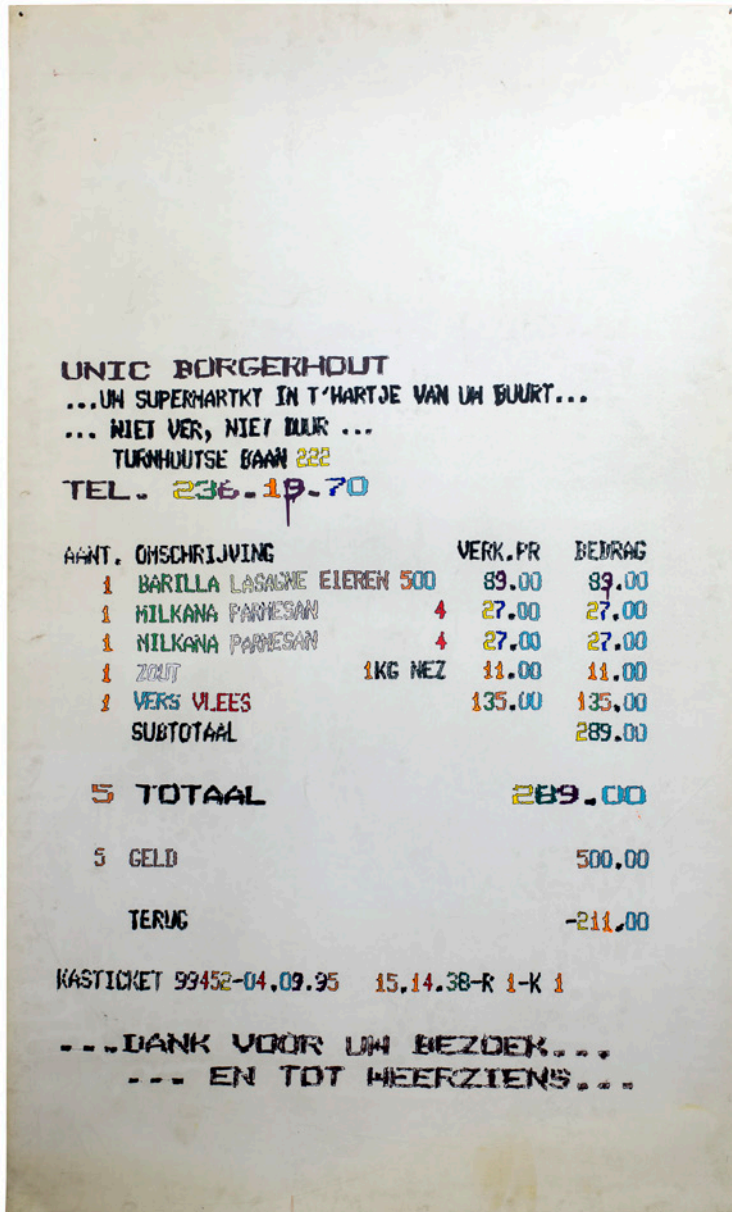 UNIC BORGERHOUT
...UW SUPERMARTKT IN T'HARTJE VAN UW BUURT...
... NIET VER, NIET DUUR ...
TURNHOUTSE BAAN 222
TEL. 236.19.70
AANT. OMSCHRIJVING VERK.PR BEDRAG
1 BARILLA LASAGNE EIEREN 500 89.00 89.00
1 MILKANA PARMESAN 4 27.00 27.00
1 MILKANA PARMESAN 4 27.00 27.00
1 ZOUT 1KG NEZ 11.00 11.00
1 VERS VLEES 135.00 135.00
SUBTOTAAL 289.00
5 TOTAAL 289.00
5 GELD 500.00
TERUG -211.00
KASTICKET 99452-04.09.95 15.14.38-R 1-K 1
...DANK VOOR UW BEZOEK...
... EN TOT WEERZIENS...